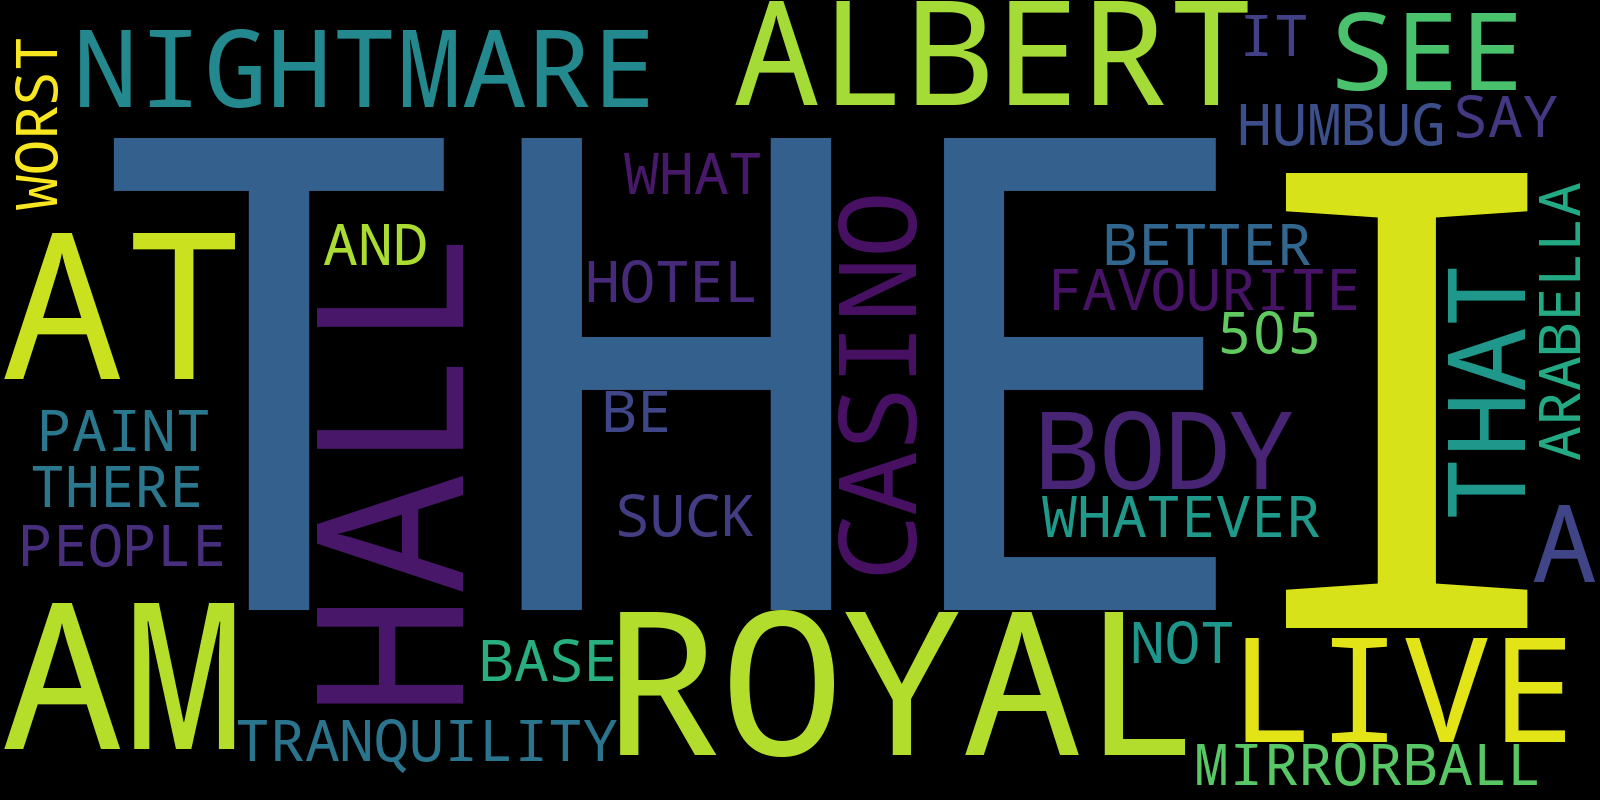 WORST
NIGHTMARE
ALBERT
IT
SEE
HUMBUG
SAY
THE
I
WHAT
AND
AT
HALL
HOTEL
CASINO
BETTER
FAVOURITE
505
THAT
ARABELLA
PAINT
THERE
PEOPLE
BE
SUCK
BODY
WHATEVER
A
AM
BASE
ROYAL
NOT
LIVE
TRANQUILITY
MIRRORBALL